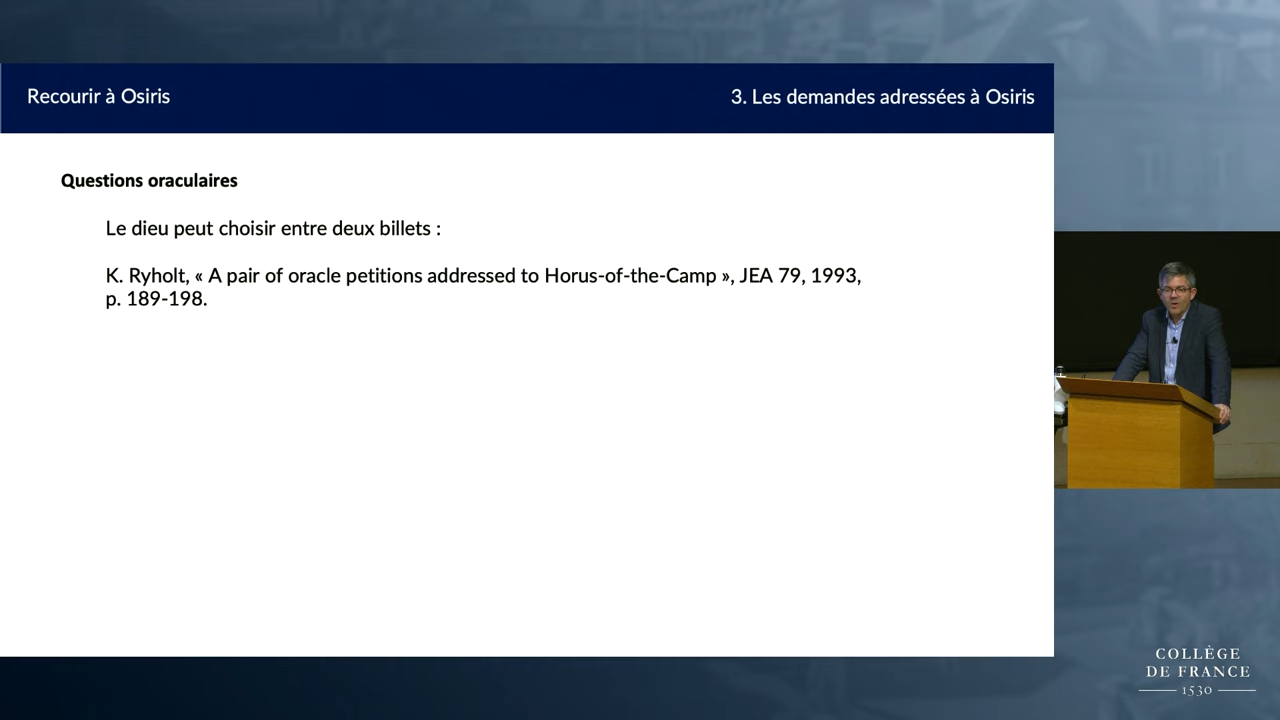 Recourir à Osiris
3. Les demandes adressées à Osiris
Questions oraculaires
Le dieu peut choisir entre deux billets :
K. Ryholt, « A pair of oracle petitions addressed to Horus-of-the-Camp », JEA 79, 1993,
p. 189-198.
COLLÈGE
DE FRANCE
1530